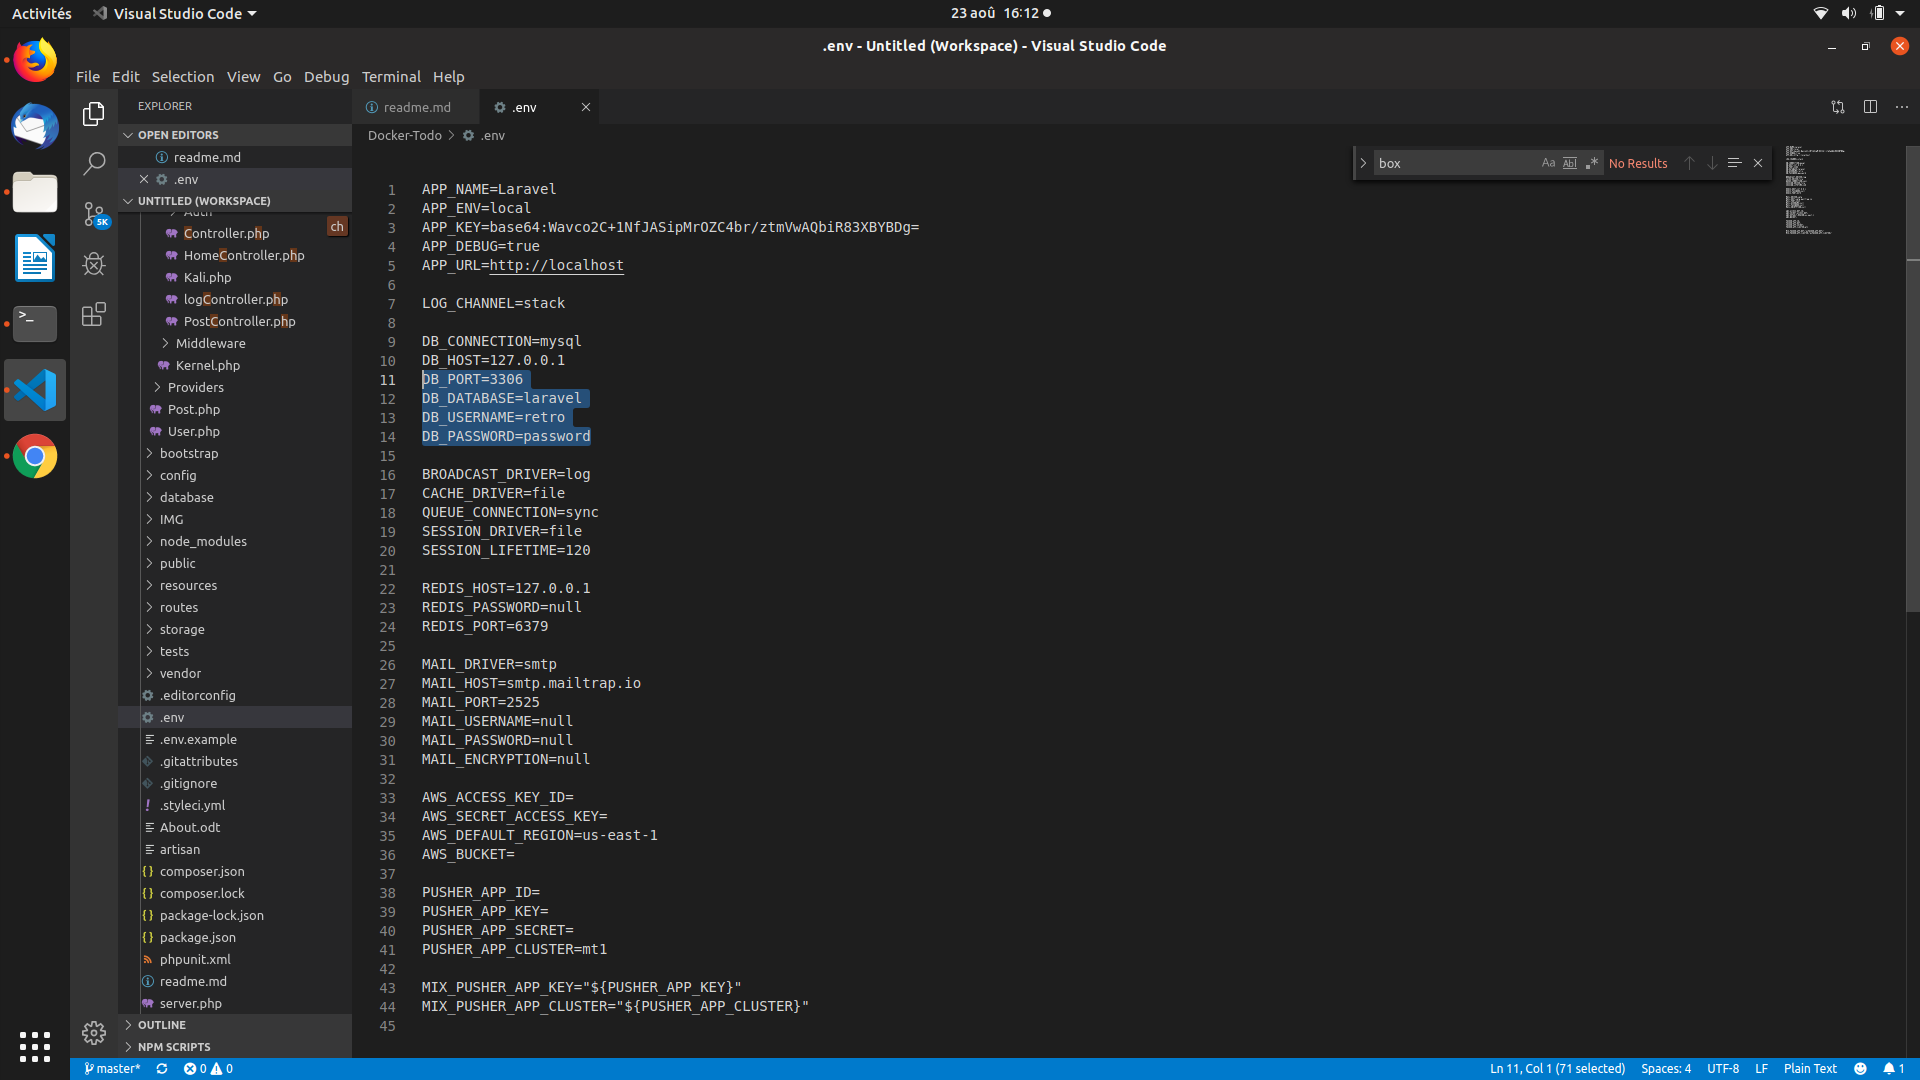 Activités
Visual Studio Code
23 aoû 16:12
.env - Untitled (Workspace) - Visual Studio Code
File Edit Selection View Go Debug Terminal Help
EXPLORER
OPEN EDITORS
readme.md
.env
UNTITLED (WORKSPACE)
Auth
ch
Controller.php
HomeController.php
Kali.php
logController.php
PostController.php
Middleware
Kernel.php
Providers
Post.php
User.php
bootstrap
config
database
IMG
node_modules
public
resources
routes
storage
tests
vendor
.editorconfig
.env
.env.example
.gitattributes
.gitignore
.styleci.yml
About.odt
artisan
composer.json
composer.lock
package-lock.json
package.json
phpunit.xml
readme.md
server.php
OUTLINE
NPM SCRIPTS
5K
readme.md
.env
Docker-Todo > .env
box
Aa Abl .*
No Results
1 APP_NAME=Laravel
2 APP_ENV=local
3 APP_KEY=base64:Wavco2C+1NfJASipMrOZC4br/ztmVwAQbiR83XBYBDg=
4 APP_DEBUG=true
5 APP_URL=http://localhost
6
7 LOG_CHANNEL=stack
8
9 DB_CONNECTION=mysql
10 DB_HOST=127.0.0.1
11 DB_PORT=3306
12 DB_DATABASE=laravel
13 DB_USERNAME=retro
14 DB_PASSWORD=password
15
16 BROADCAST_DRIVER=log
17 CACHE_DRIVER=file
18 QUEUE_CONNECTION=sync
19 SESSION_DRIVER=file
20 SESSION_LIFETIME=120
21
22 REDIS_HOST=127.0.0.1
23 REDIS_PASSWORD=null
24 REDIS_PORT=6379
25
26 MAIL_DRIVER=smtp
27 MAIL_HOST=smtp.mailtrap.io
28 MAIL_PORT=2525
29 MAIL_USERNAME=null
30 MAIL_PASSWORD=null
31 MAIL_ENCRYPTION=null
32
33 AWS_ACCESS_KEY_ID=
34 AWS_SECRET_ACCESS_KEY=
35 AWS_DEFAULT_REGION=us-east-1
36 AWS_BUCKET=
37
38 PUSHER_APP_ID=
39 PUSHER_APP_KEY=
40 PUSHER_APP_SECRET=
41 PUSHER_APP_CLUSTER=mt1
42
43 MIX_PUSHER_APP_KEY="${PUSHER_APP_KEY}"
44 MIX_PUSHER_APP_CLUSTER="${PUSHER_APP_CLUSTER}"
45
master* 0 0
Ln 11, Col 1 (71 selected) Spaces: 4 UTF-8 LF Plain Text 1